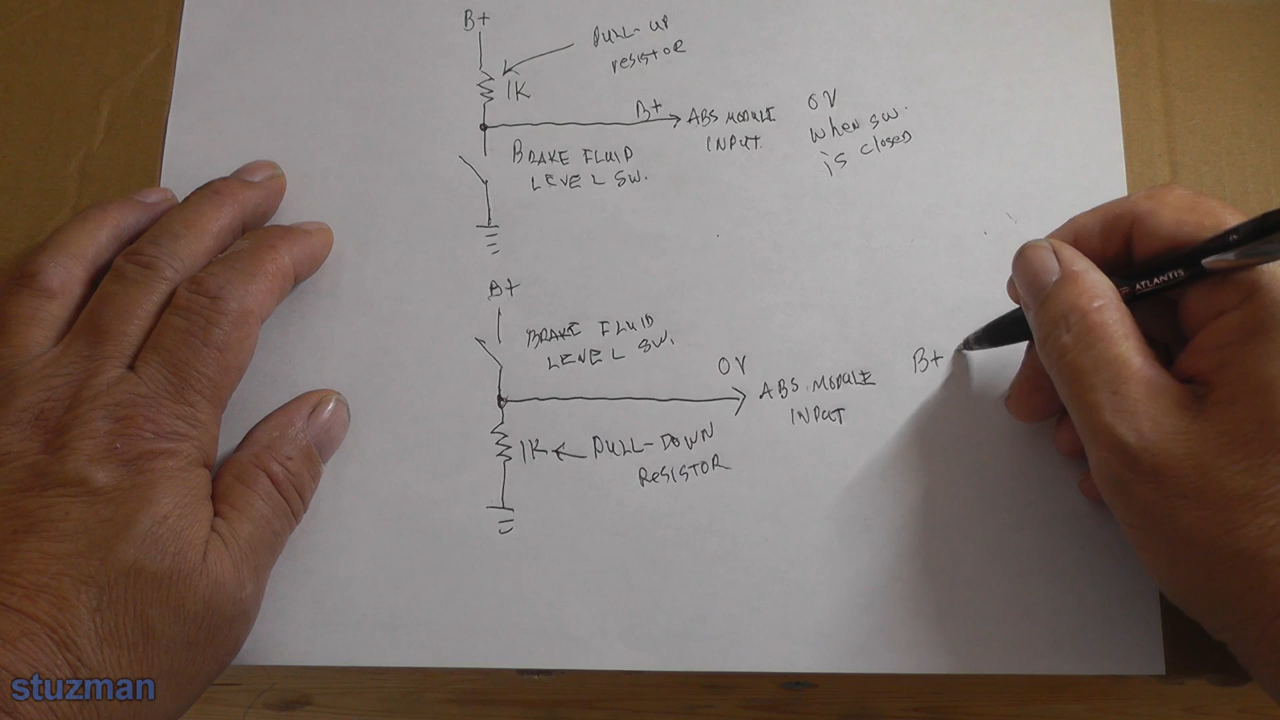 B+
PULL-UP
resistor
1K
B+
ABS MODULE
INPUT.
0V
when sw.
is closed
BRAKE FLUID
LEVEL SW.
B+
BRAKE FLUID
LEVEL SW.
0V
ABS MODULE
INPUT
B+
1K
PULL-DOWN
RESISTOR
ATLANTIS
stuzman